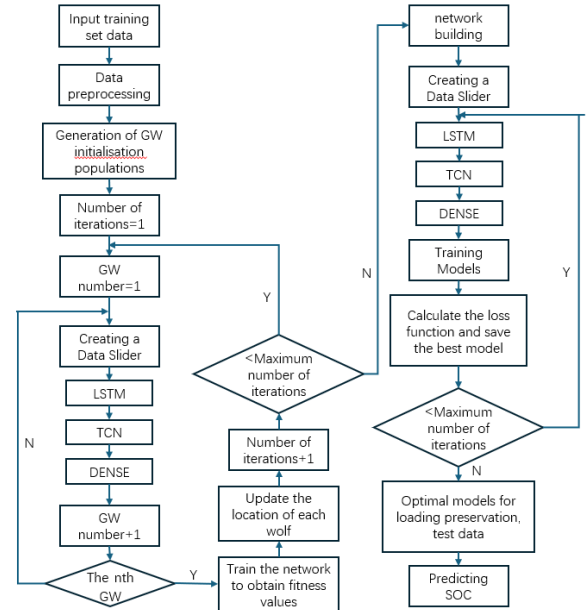 Input training
set data
Data
preprocessing
Generation of GW
initialisation
populations
Number of
iterations=1
GW
number=1
Creating a
Data Slider
LSTM
TCN
DENSE
GW
number+1
The nth
GW
N
Y
Train the network
to obtain fitness
values
Update the
location of each
wolf
Number of
iterations+1
<Maximum
number of
iterations
Y
N
network
building
Creating a
Data Slider
LSTM
TCN
DENSE
Training
Models
Calculate the loss
function and save
the best model
<Maximum
number of
iterations
Y
N
Optimal models for
loading preservation,
test data
Predicting
SOC